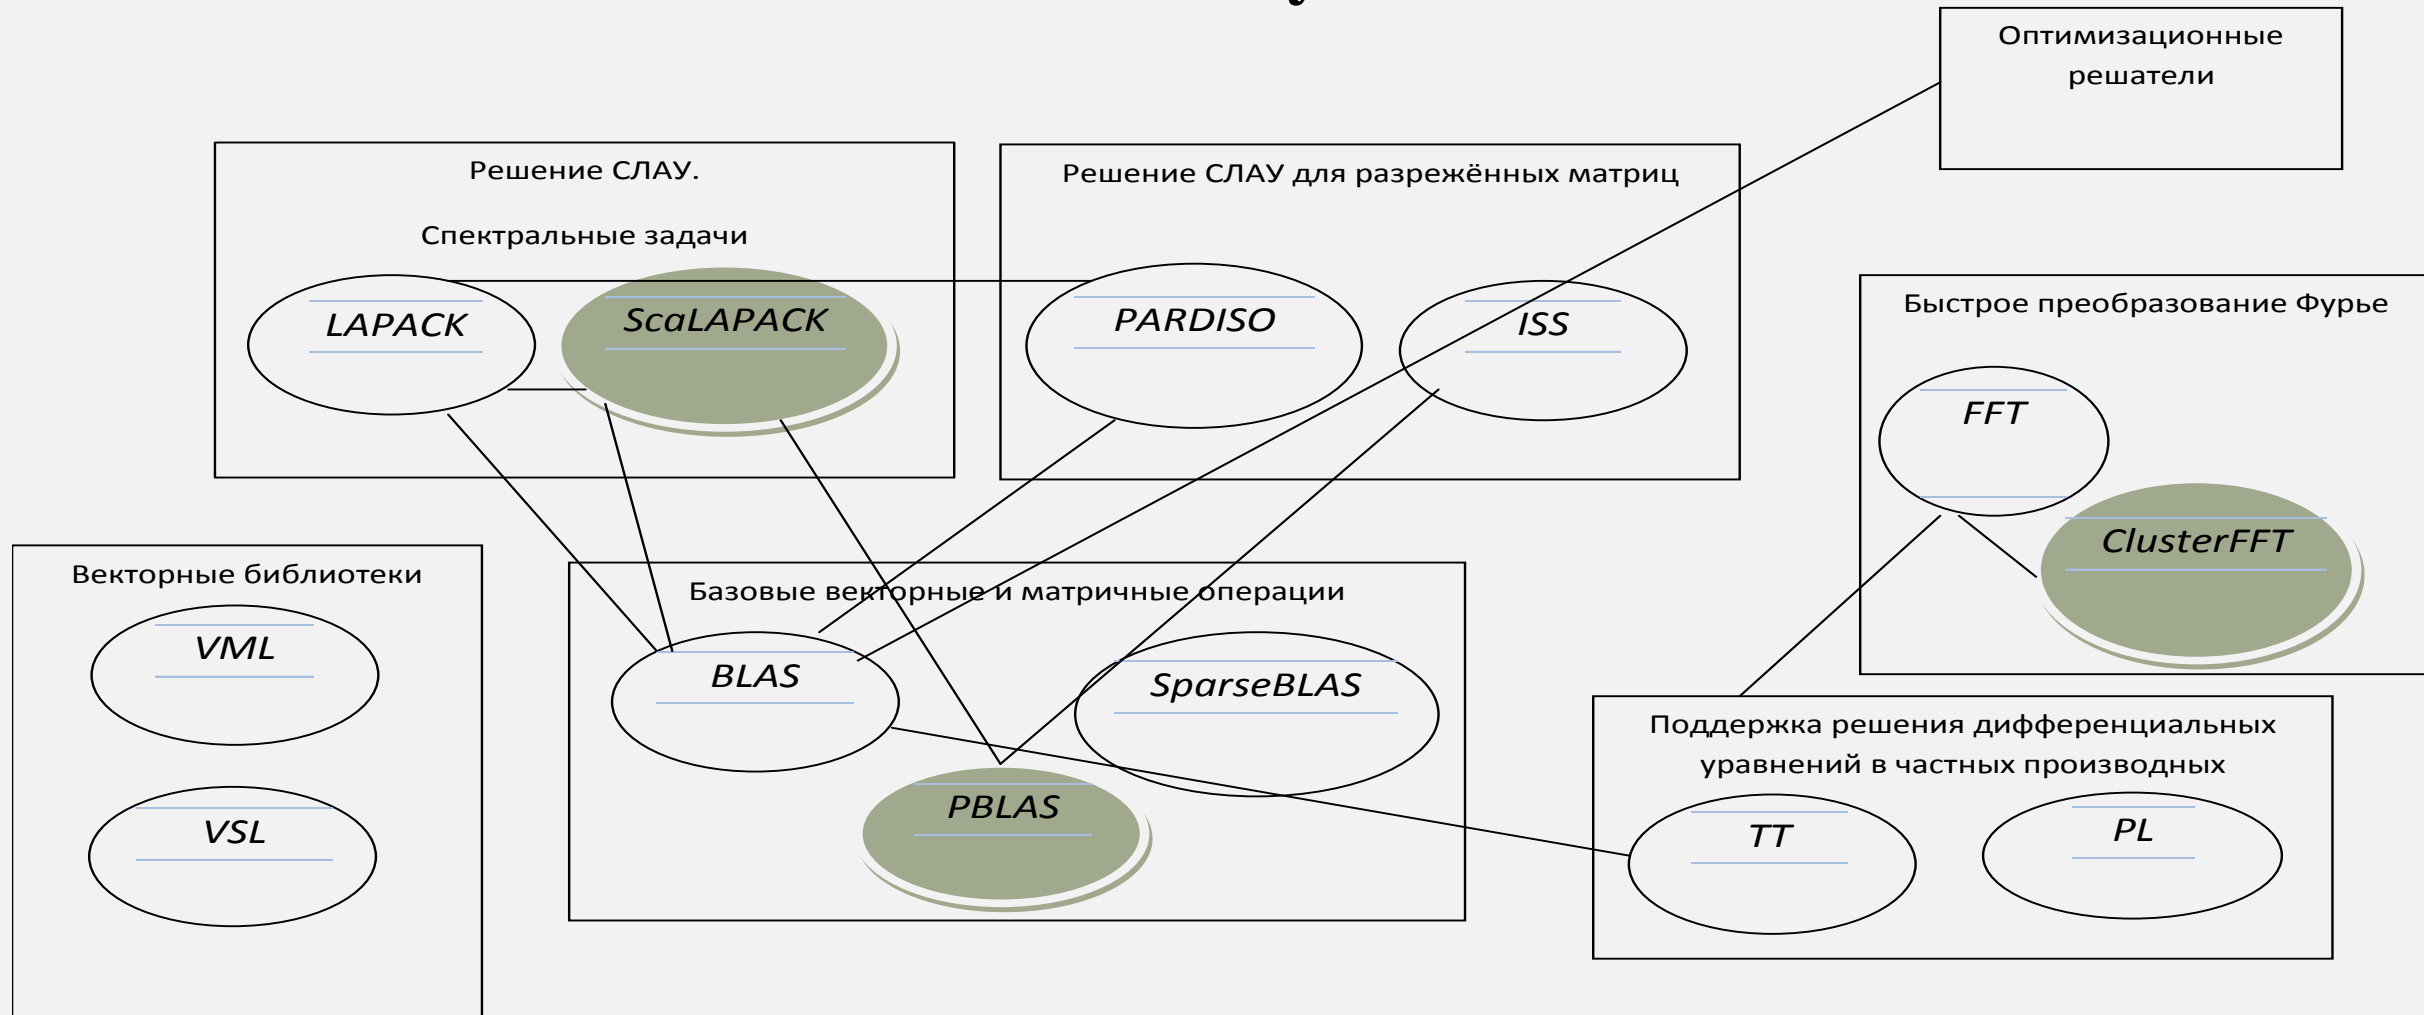 Оптимизационные
решатели
Решение СЛАУ.
Спектральные задачи
LAPACK
ScaLAPACK
Решение СЛАУ для разрежённых матриц
PARDISO
ISS
Быстрое преобразование Фурье
FFT
ClusterFFT
Векторные библиотеки
VML
VSL
Базовые векторные и матричные операции
BLAS
SparseBLAS
PBLAS
Поддержка решения дифференциальных
уравнений в частных производных
TT
PL